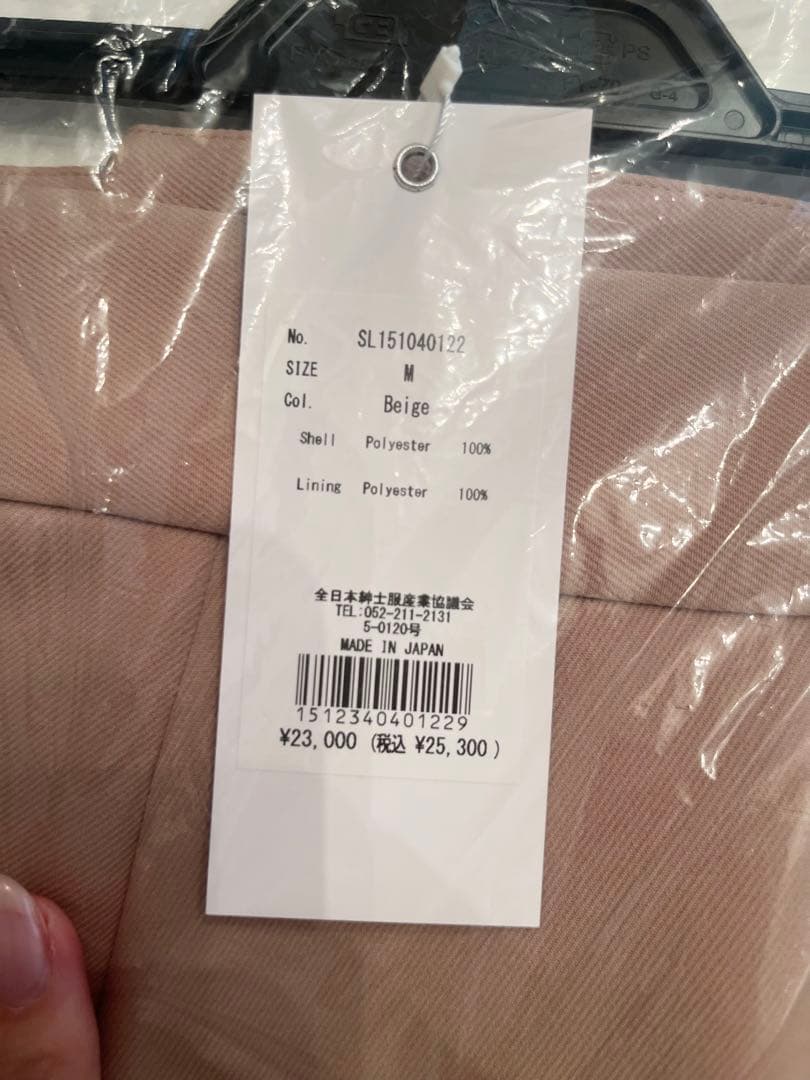 PS
G-4
No. SL151040122
SIZE M
Col. Beige
Shell Polyester 100%
Lining Polyester 100%
全日本紳士服産業協議会
TEL:052-211-2131
5-0120号
MADE IN JAPAN
1512340401229
¥23,000 (税込 ¥25,300 )